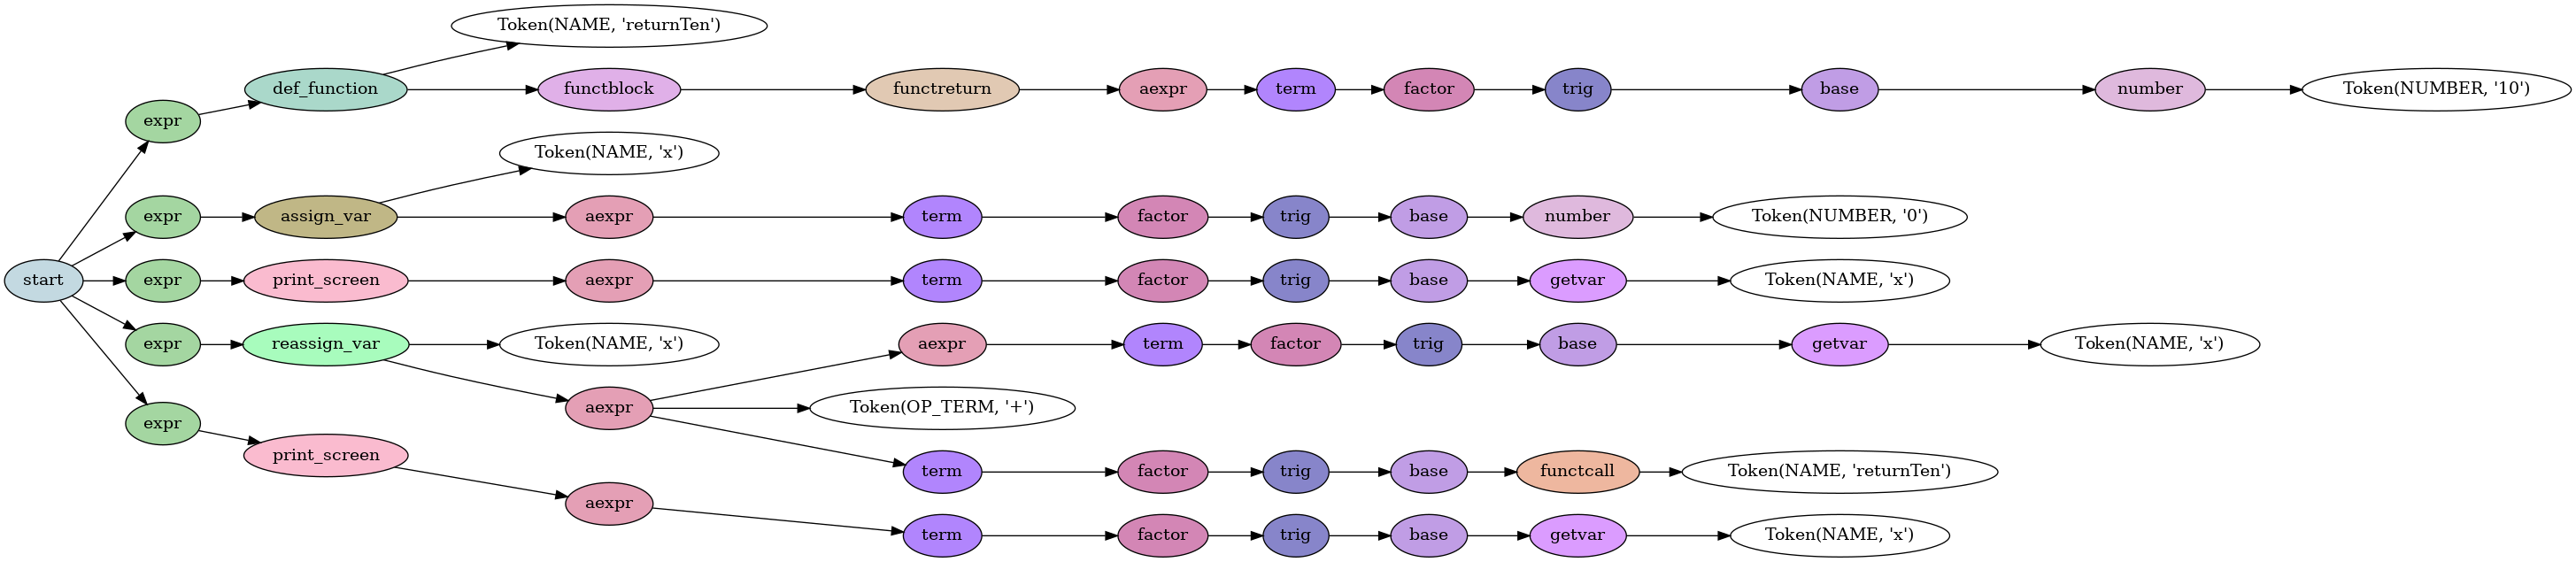 Token(NAME, 'returnTen')
expr
def_function
functblock
functreturn
aexpr
term
factor
trig
base
number
Token(NUMBER, '10')
Token(NAME, 'x')
expr
assign_var
aexpr
term
factor
trig
base
number
Token(NUMBER, '0')
start
expr
print_screen
aexpr
term
factor
trig
base
getvar
Token(NAME, 'x')
expr
reassign_var
Token(NAME, 'x')
aexpr
term
factor
trig
base
getvar
Token(NAME, 'x')
aexpr
Token(OP_TERM, '+')
term
factor
trig
base
functcall
Token(NAME, 'returnTen')
expr
print_screen
aexpr
term
factor
trig
base
getvar
Token(NAME, 'x')